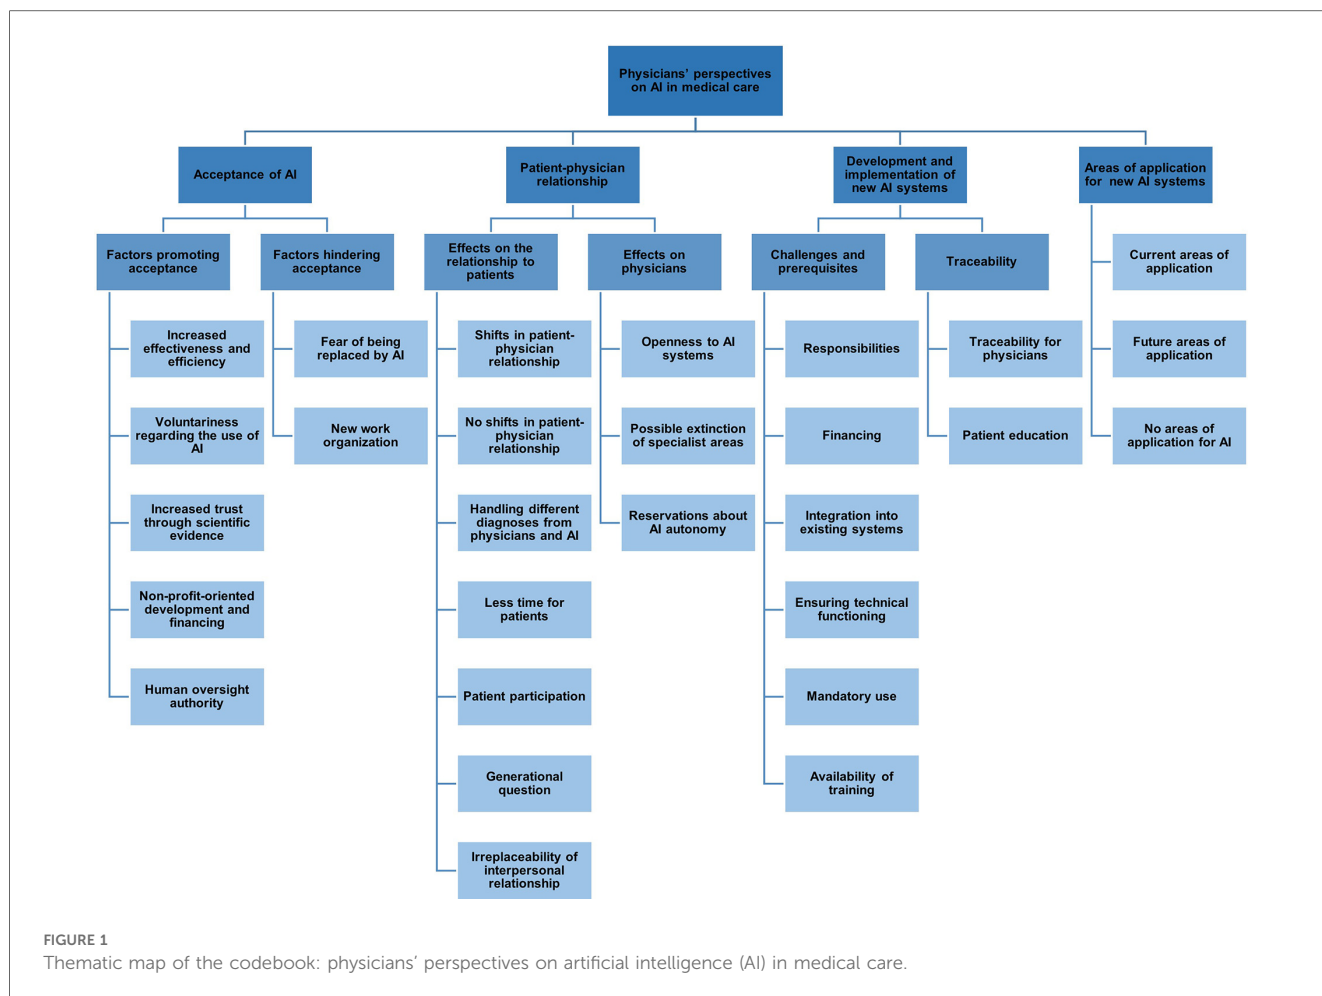 Physicians’ perspectives
on AI in medical care
Acceptance of AI
Patient-physician
relationship
Development and
implementation of
new AI systems
Areas of application
for new AI systems
Factors promoting
acceptance
Factors hindering
acceptance
Effects on the
relationship to
patients
Effects on
physicians
Challenges and
prerequisites
Traceability
Current areas of
application
Increased
effectiveness and
efficiency
Fear of being
replaced by AI
Shifts in patient-
physician
relationship
Openness to AI
systems
Responsibilities
Traceability for
physicians
Future areas of
application
Voluntariness
regarding the use of
AI
New work
organization
No shifts in patient-
physician
relationship
Possible extinction
of specialist areas
Financing
Patient education
No areas of
application for AI
Increased trust
through scientific
evidence
Handling different
diagnoses from
physicians and AI
Reservations about
AI autonomy
Integration into
existing systems
Non-profit-oriented
development and
financing
Less time for
patients
Ensuring technical
functioning
Human oversight
authority
Patient participation
Mandatory use
Generational
question
Availability of
training
Irreplaceability of
interpersonal
relationship
FIGURE 1
Thematic map of the codebook: physicians’ perspectives on artificial intelligence (AI) in medical care.